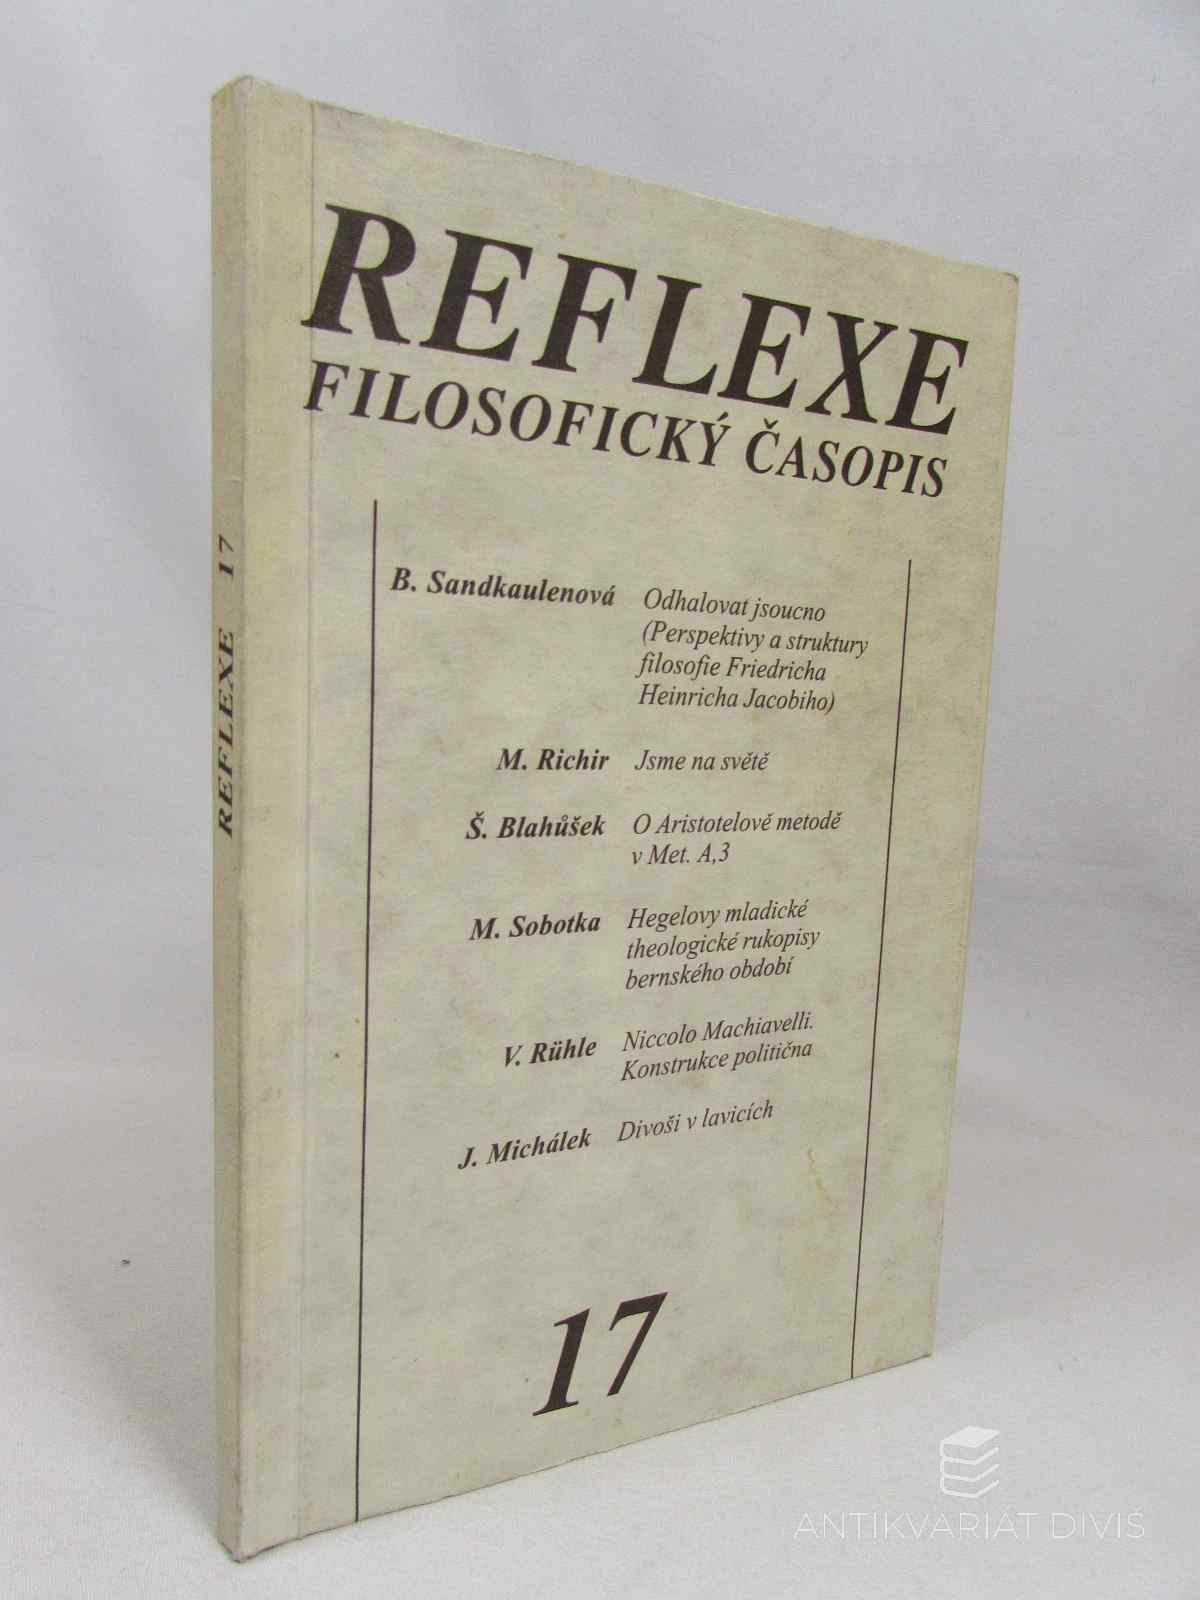 REFLEXE
FILOSOFICKÝ ČASOPIS
B. Sandkaulenová
Odhalovat jsoucno
(Perspektivy a struktury
filosofie Friedricha
Heinricha Jacobiho)
M. Richir
Jsme na světě
Š. Blahůšek
O Aristotelově metodě
v Met. A,3
M. Sobotka
Hegelovy mladické
theologické rukopisy
bernského období
V. Rühle
Niccolo Machiavelli.
Konstrukce politična
J. Michálek
Divoši v lavicích
17
REFLEXE 17
ANTIKVARIÁT DIVIŠ